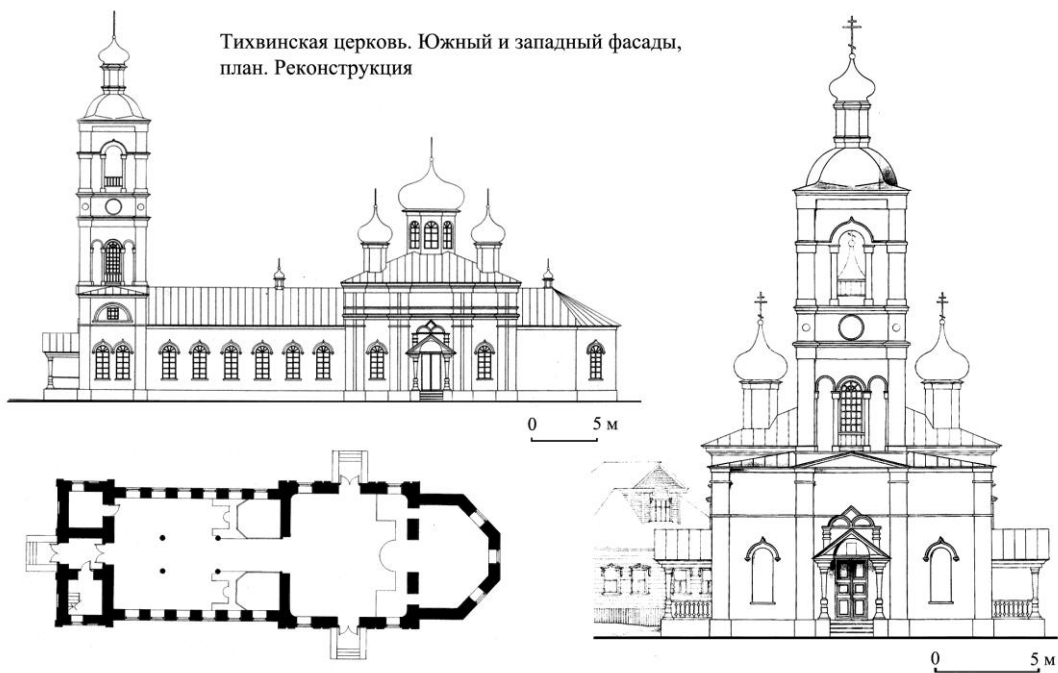 Тихвинская церковь. Южный и западный фасады,
план. Реконструкция
0 5 м
0 5 м